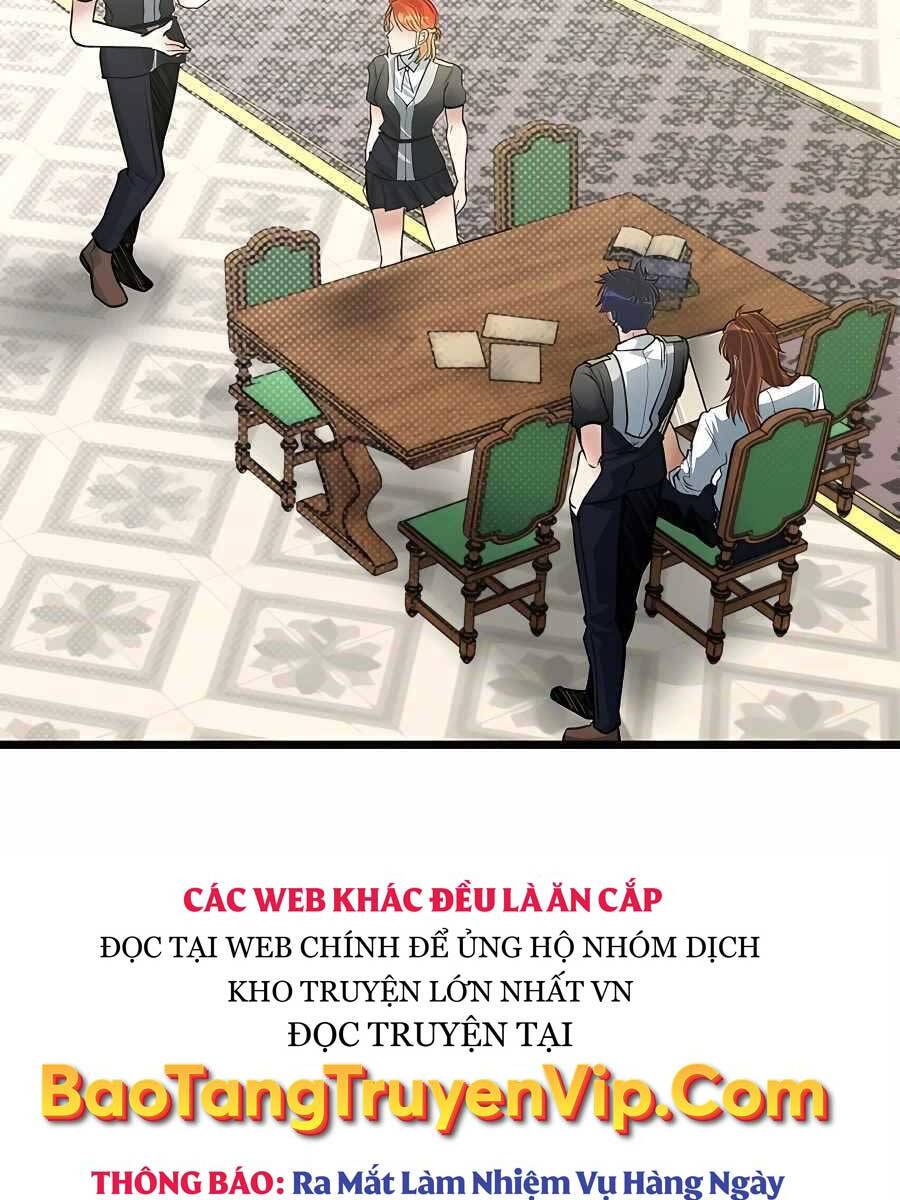 CÁC WEB KHÁC ĐỀU LÀ ĂN CẮP
ĐỌC TẠI WEB CHÍNH ĐỂ ỦNG HỘ NHÓM DỊCH
KHO TRUYỆN LỚN NHẤT VN
ĐỌC TRUYỆN TẠI
BaoTangTruyenVip.Com
THÔNG BÁO: Ra Mắt Làm Nhiệm Vụ Hàng Ngày